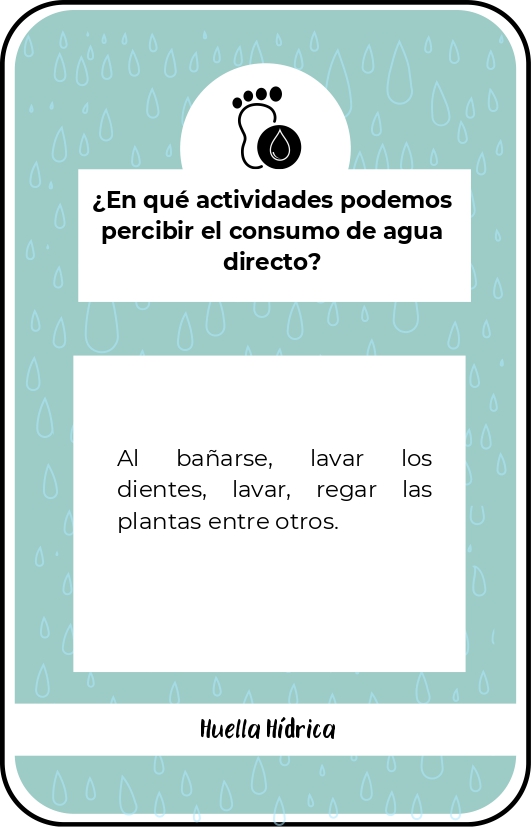 ¿En qué actividades podemos
percibir el consumo de agua
directo?
Al bañarse, lavar los
dientes, lavar, regar las
plantas entre otros.
Huella Hídrica